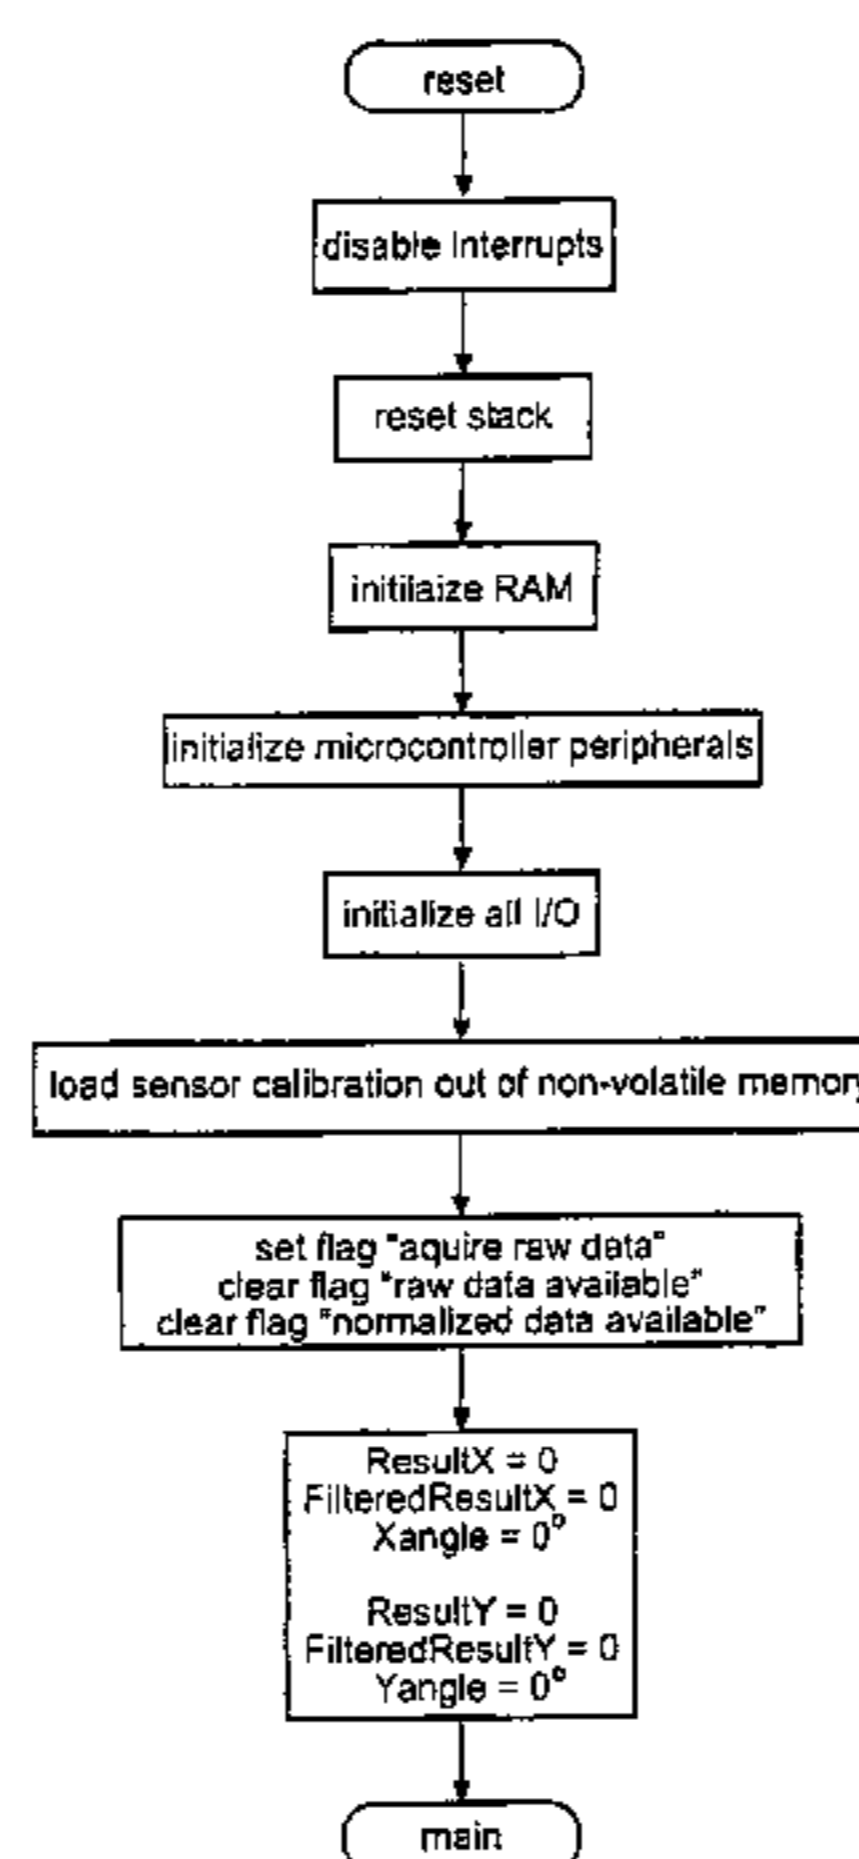 reset
disable Interrupts
reset stack
initilaize RAM
initialize microcontroller peripherals
initialize all I/O
load sensor calibration out of non-volatile memory
set flag "aquire raw data"
clear flag "raw data available"
clear flag "normalized data available"
ResultX = 0
FilteredResultX = 0
Xangle = 0°
ResultY = 0
FilteredResultY = 0
Yangle = 0°
main